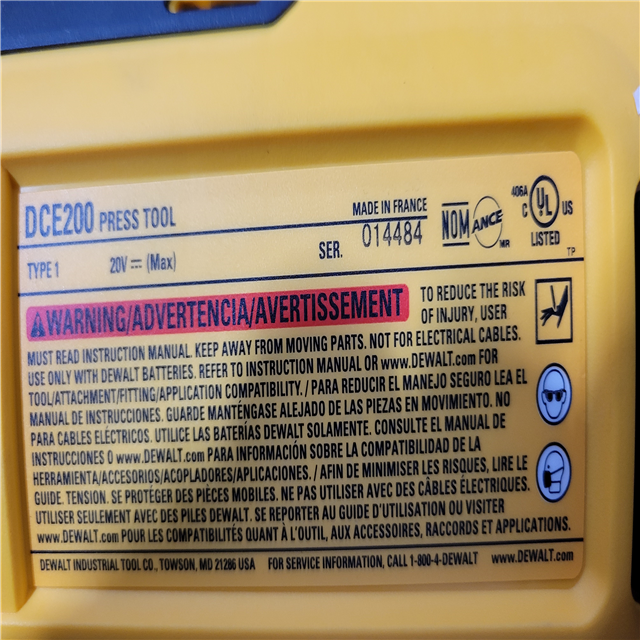 DCE200 PRESS TOOL
MADE IN FRANCE
SER. 014484
NOM ANCE MR
406A
C UL US
LISTED
TYPE 1 20V ⎓ (Max)
TP
WARNING/ADVERTENCIA/AVERTISSEMENT TO REDUCE THE RISK
OF INJURY, USER
MUST READ INSTRUCTION MANUAL. KEEP AWAY FROM MOVING PARTS. NOT FOR ELECTRICAL CABLES.
USE ONLY WITH DEWALT BATTERIES. REFER TO INSTRUCTION MANUAL OR www.DEWALT.com FOR
TOOL/ATTACHMENT/FITTING/APPLICATION COMPATIBILITY. / PARA REDUCIR EL MANEJO SEGURO LEA EL
MANUAL DE INSTRUCCIONES. GUARDE MANTÉNGASE ALEJADO DE LAS PIEZAS EN MOVIMIENTO. NO
PARA CABLES ELÉCTRICOS. UTILICE LAS BATERÍAS DEWALT SOLAMENTE. CONSULTE EL MANUAL DE
INSTRUCCIONES O www.DEWALT.com PARA INFORMACIÓN SOBRE LA COMPATIBILIDAD DE LA
HERRAMIENTA/ACCESORIOS/ACOPLADORES/APLICACIONES. / AFIN DE MINIMISER LES RISQUES, LIRE LE
GUIDE. TENSION. SE PROTÉGER DES PIÈCES MOBILES. NE PAS UTILISER AVEC DES CÂBLES ÉLECTRIQUES.
UTILISER SEULEMENT AVEC DES PILES DEWALT. SE REPORTER AU GUIDE D'UTILISATION OU VISITER
www.DEWALT.com POUR LES COMPATIBILITÉS QUANT À L'OUTIL, AUX ACCESSOIRES, RACCORDS ET APPLICATIONS.
DEWALT INDUSTRIAL TOOL CO., TOWSON, MD 21286 USA FOR SERVICE INFORMATION, CALL 1-800-4-DEWALT www.DEWALT.com